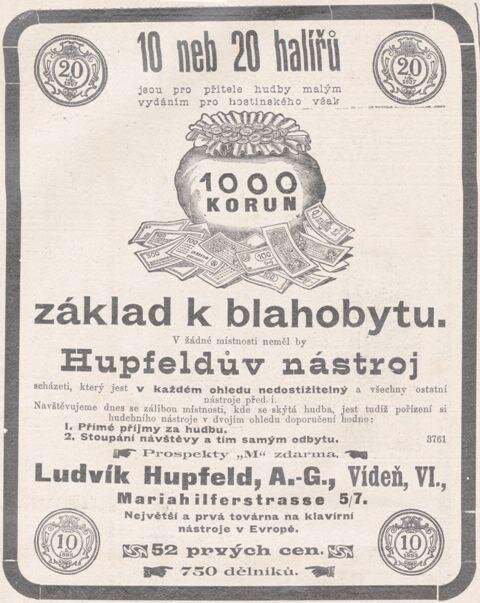 10 neb 20 halířů
20
20
jsou pro přítele hudby malým
vydáním pro hostinského však
1000
KORUN
základ k blahobytu.
V žádné místnosti neměl by
Hupfeldův nástroj
scházeti, který jest v každém ohledu nedostižitelný a všechny ostatní
nástroje před í.
Navštěvujeme dnes se zálibou místnosti, kde se skýtá hudba, jest tudíž pořízení si
hudebního nástroje v dvojím ohledu doporučení hodno:
1. Přímé příjmy za hudbu.
2. Stoupání návštěvy a tím samým odbytu. 3761
Prospekty „M" zdarma.
Ludvík Hupfeld, A.-G., Vídeň, VI.,
Mariahilferstrasse 5/7.
Největší a prvá továrna na klavírní
nástroje v Evropě.
10
10
52 prvých cen.
750 dělníků.